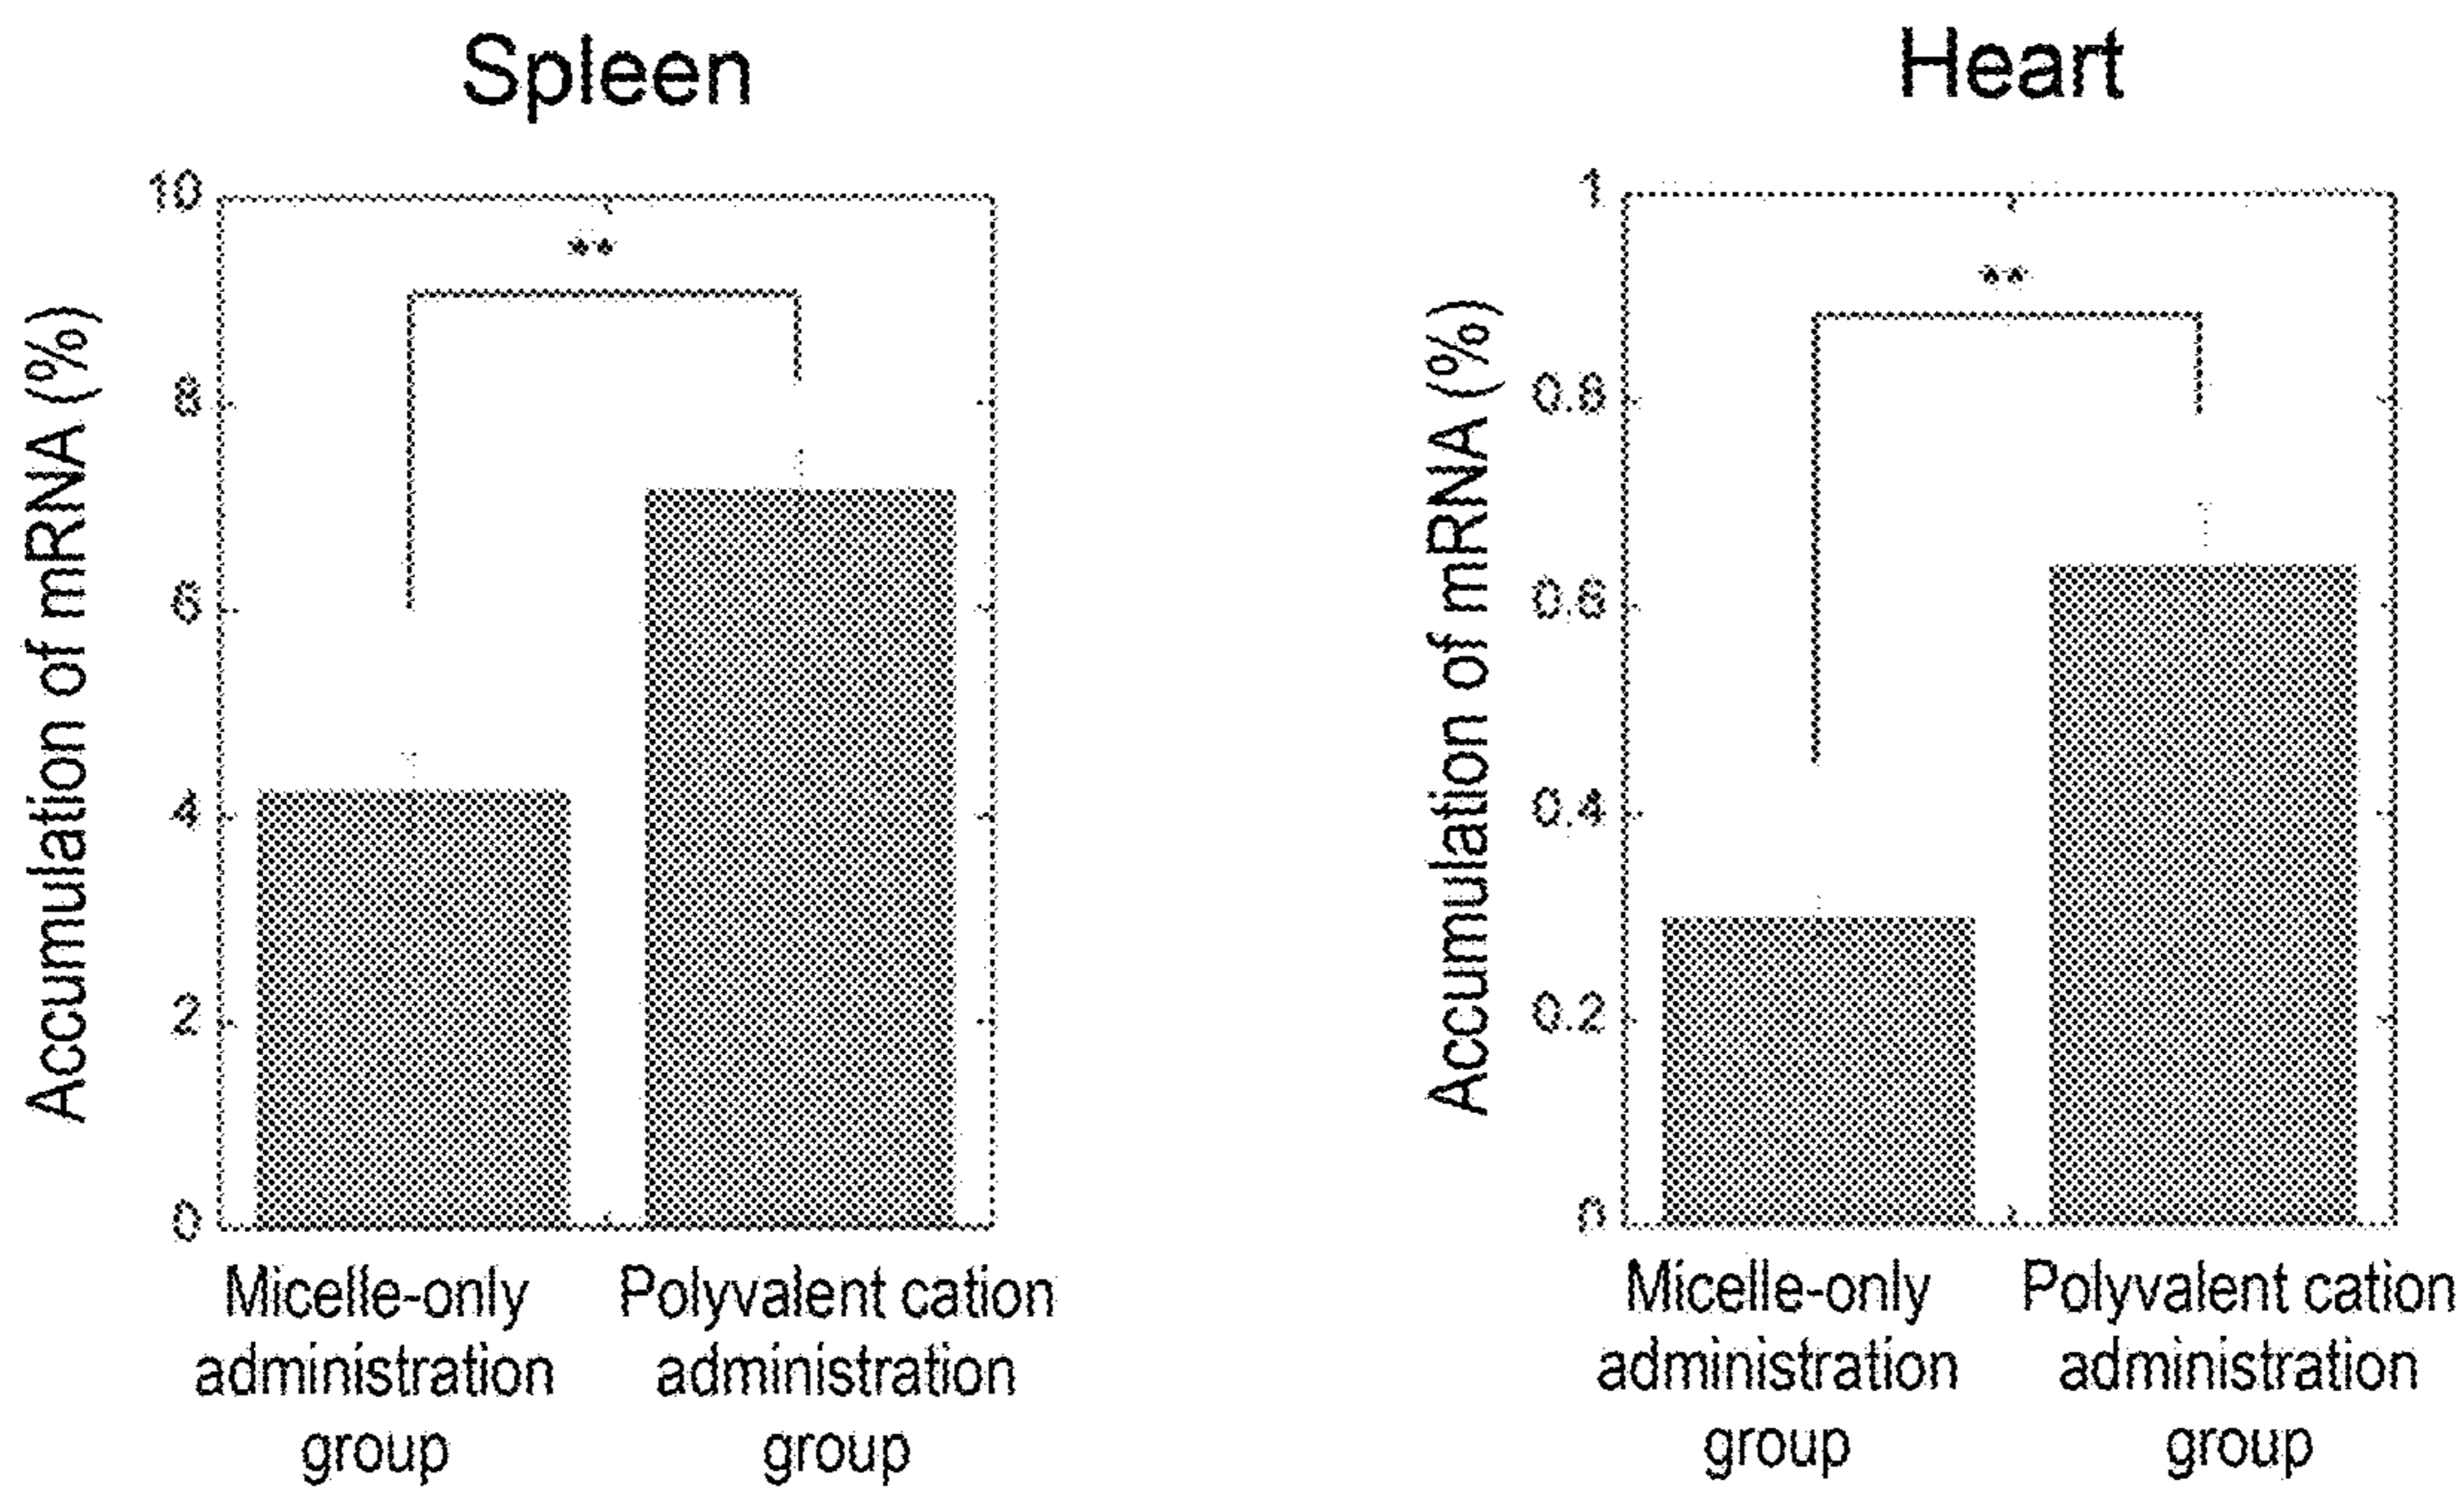 Spleen
Accumulation of mRNA (%)
10
8
6
4
2
0
**
Micelle-only
administration
group
Polyvalent cation
administration
group
Heart
Accumulation of mRNA (%)
1
0.8
0.6
0.4
0.2
0
**
Micelle-only
administration
group
Polyvalent cation
administration
group